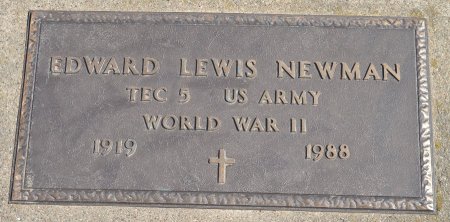 EDWARD LEWIS NEWMAN
TEC 5 US ARMY
WORLD WAR II
1919 1988